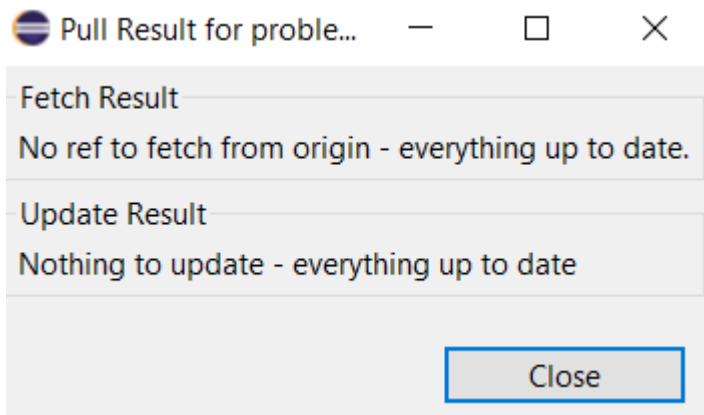 Pull Result for proble...
Fetch Result
No ref to fetch from origin - everything up to date.
Update Result
Nothing to update - everything up to date
Close